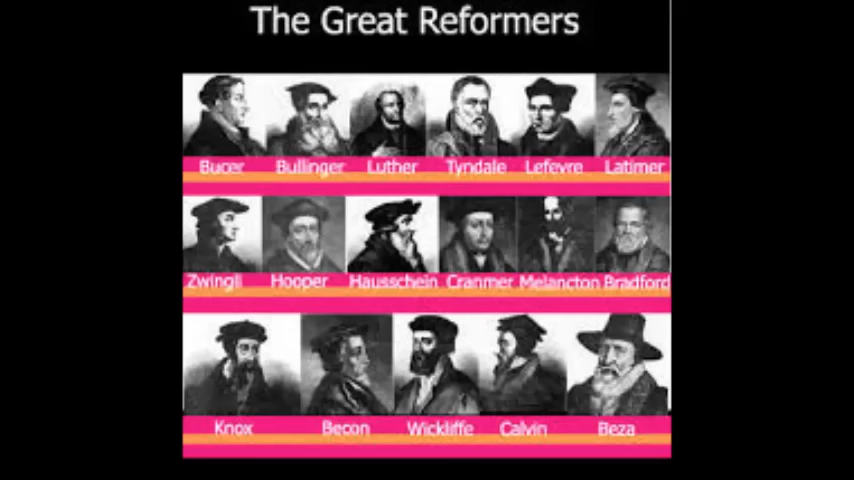 The Great Reformers
Bucer Bullinger Luther Tyndale Lefevre Latimer
Zwingli Hooper Hausschein Cranmer Melancton Bradford
Knox Becon Wickliffe Calvin Beza